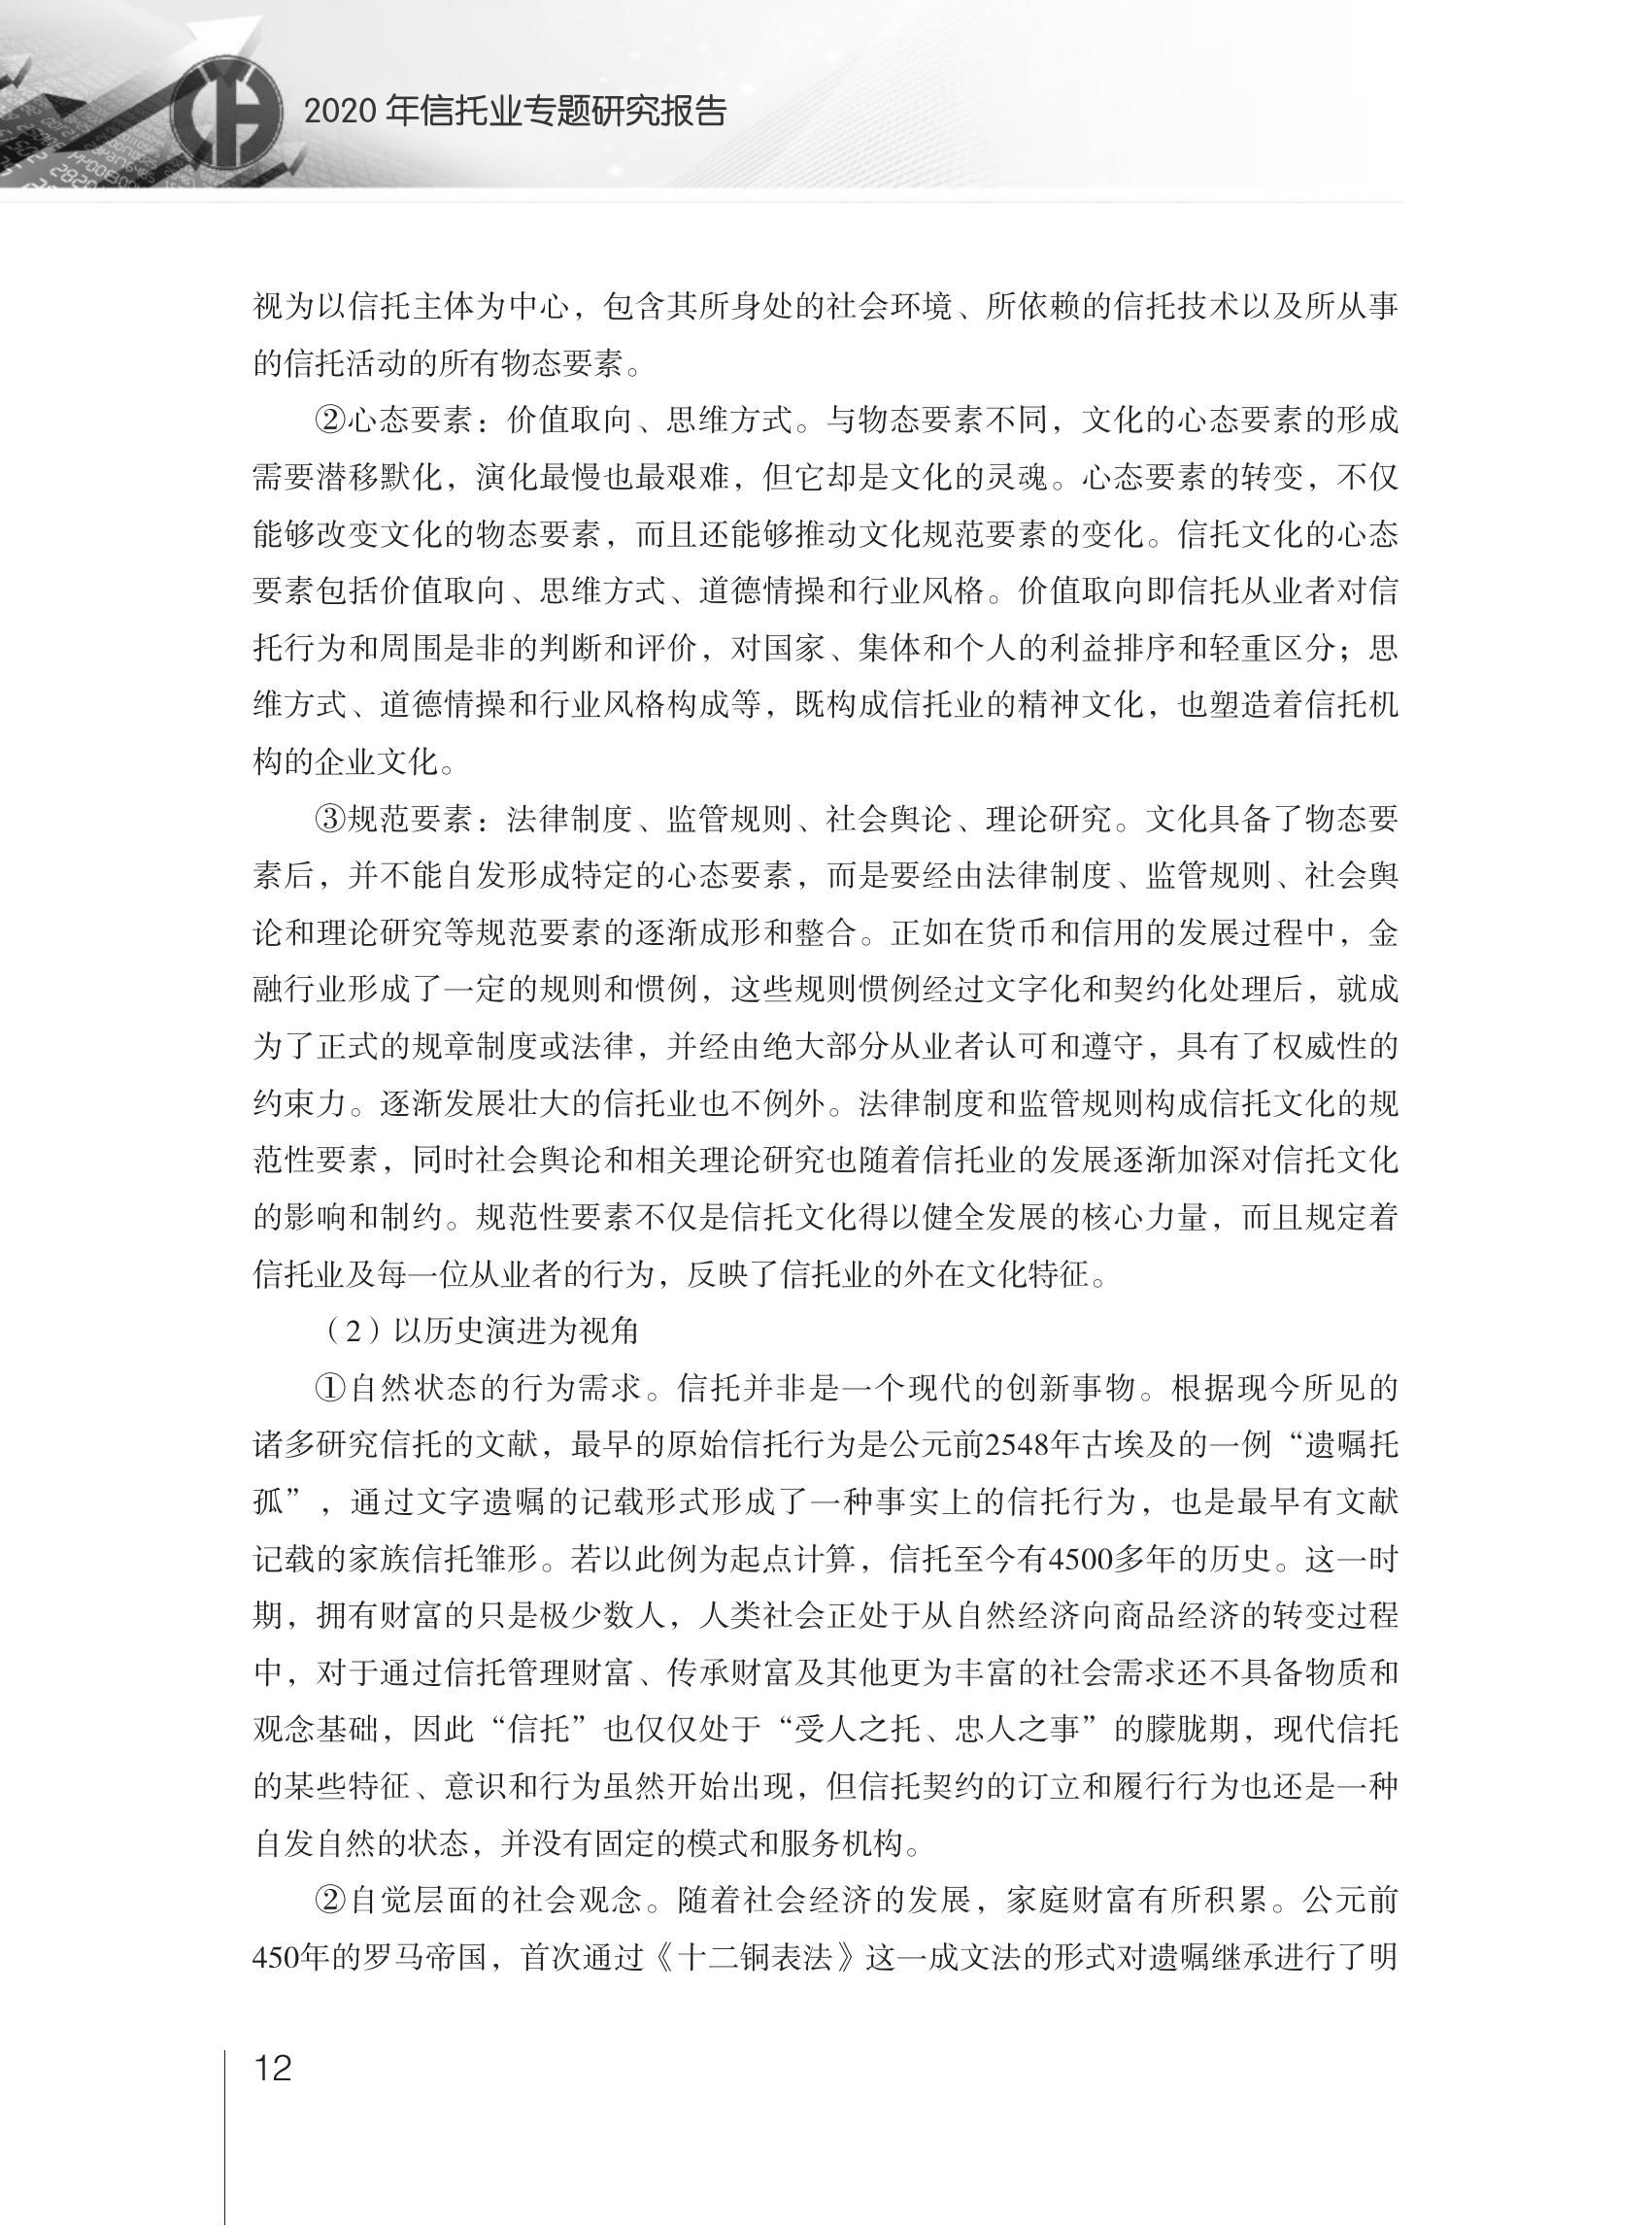 2020 年信托业专题研究报告
视为以信托主体为中心，包含其所身处的社会环境、所依赖的信托技术以及所从事
的信托活动的所有物态要素。
②心态要素：价值取向、思维方式。与物态要素不同，文化的心态要素的形成
需要潜移默化，演化最慢也最艰难，但它却是文化的灵魂。心态要素的转变，不仅
能够改变文化的物态要素，而且还能够推动文化规范要素的变化。信托文化的心态
要素包括价值取向、思维方式、道德情操和行业风格。价值取向即信托从业者对信
托行为和周围是非的判断和评价，对国家、集体和个人的利益排序和轻重区分；思
维方式、道德情操和行业风格构成等，既构成信托业的精神文化，也塑造着信托机
构的企业文化。
③规范要素：法律制度、监管规则、社会舆论、理论研究。文化具备了物态要
素后，并不能自发形成特定的心态要素，而是要经由法律制度、监管规则、社会舆
论和理论研究等规范要素的逐渐成形和整合。正如在货币和信用的发展过程中，金
融行业形成了一定的规则和惯例，这些规则惯例经过文字化和契约化处理后，就成
为了正式的规章制度或法律，并经由绝大部分从业者认可和遵守，具有了权威性的
约束力。逐渐发展壮大的信托业也不例外。法律制度和监管规则构成信托文化的规
范性要素，同时社会舆论和相关理论研究也随着信托业的发展逐渐加深对信托文化
的影响和制约。规范性要素不仅是信托文化得以健全发展的核心力量，而且规定着
信托业及每一位从业者的行为，反映了信托业的外在文化特征。
（2）以历史演进为视角
①自然状态的行为需求。信托并非是一个现代的创新事物。根据现今所见的
诸多研究信托的文献，最早的原始信托行为是公元前2548年古埃及的一例“遗嘱托
孤”，通过文字遗嘱的记载形式形成了一种事实上的信托行为，也是最早有文献
记载的家族信托雏形。若以此例为起点计算，信托至今有4500多年的历史。这一时
期，拥有财富的只是极少数人，人类社会正处于从自然经济向商品经济的转变过程
中，对于通过信托管理财富、传承财富及其他更为丰富的社会需求还不具备物质和
观念基础，因此“信托”也仅仅处于“受人之托、忠人之事”的朦胧期，现代信托
的某些特征、意识和行为虽然开始出现，但信托契约的订立和履行行为也还是一种
自发自然的状态，并没有固定的模式和服务机构。
②自觉层面的社会观念。随着社会经济的发展，家庭财富有所积累。公元前
450年的罗马帝国，首次通过《十二铜表法》这一成文法的形式对遗嘱继承进行了明
12